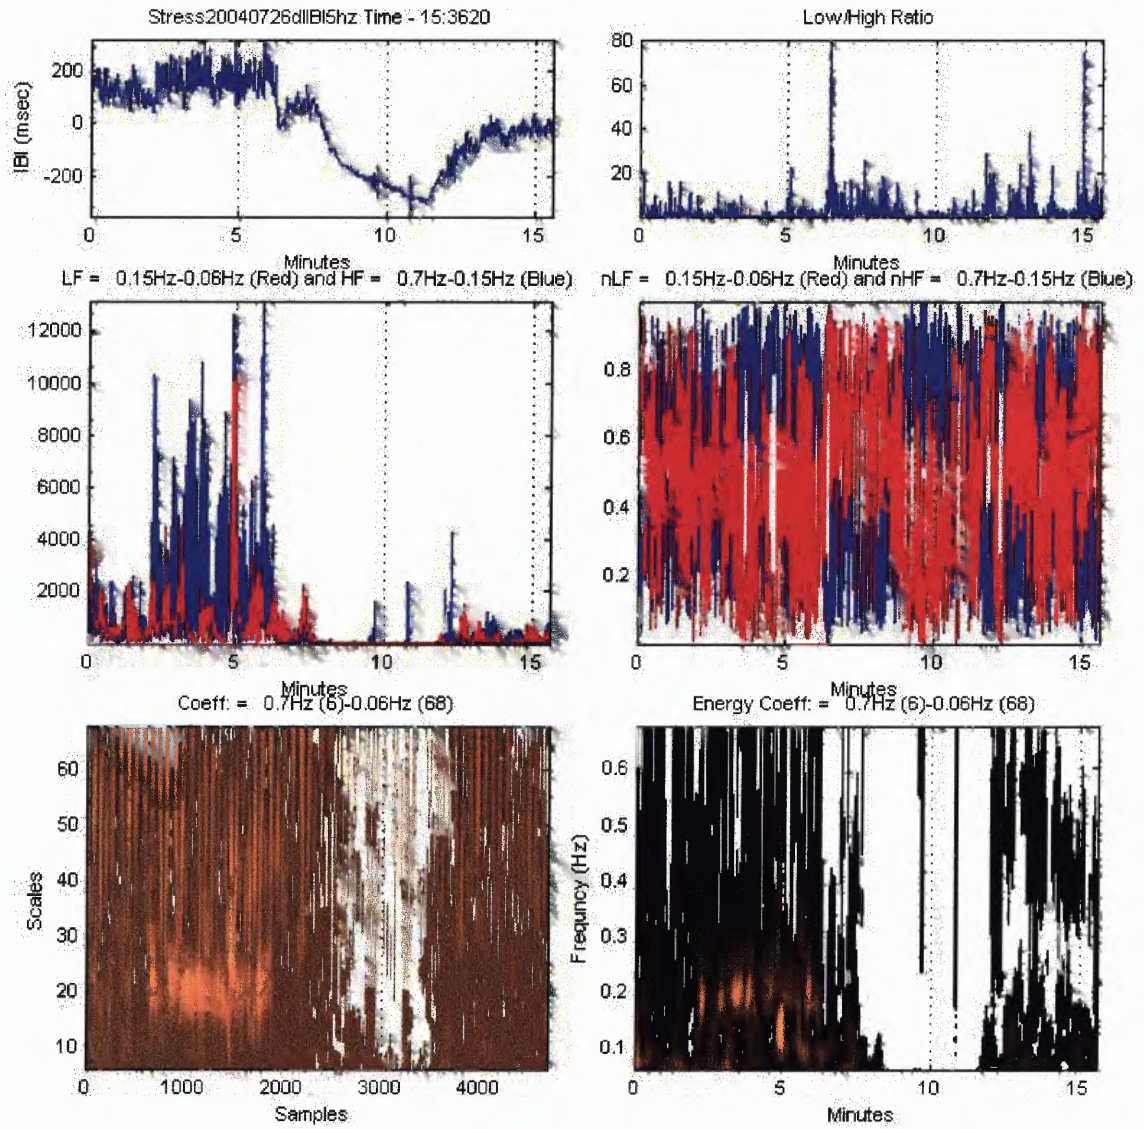 Stress20040726dIIBI5hz Time - 15:3620
IBI (msec)
200
0
-200
0 5 10 15
Minutes
Low/High Ratio
80
60
40
20
0 5 10 15
Minutes
LF = 0.15Hz-0.06Hz (Red) and HF = 0.7Hz-0.15Hz (Blue)
12000
10000
8000
6000
4000
2000
0 5 10 15
Minutes
nLF = 0.15Hz-0.06Hz (Red) and nHF = 0.7Hz-0.15Hz (Blue)
0.8
0.6
0.4
0.2
0 5 10 15
Minutes
Coeff: = 0.7Hz (6)-0.06Hz (68)
Scales
60
50
40
30
20
10
0 1000 2000 3000 4000
Samples
Energy Coeff: = 0.7Hz (6)-0.06Hz (68)
Frequncy (Hz)
0.6
0.5
0.4
0.3
0.2
0.1
0 5 10 15
Minutes